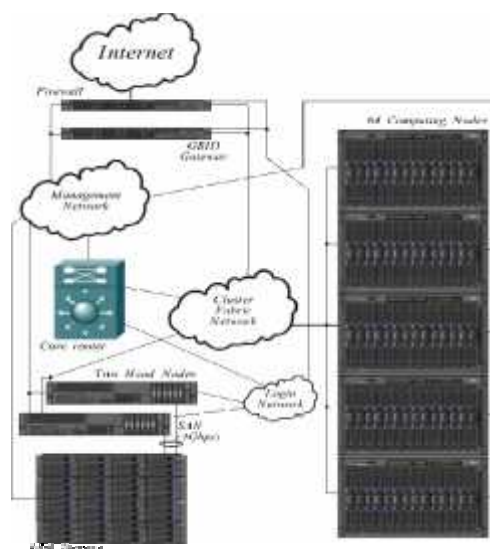 Internet
Firewall
64 Computing Nodes
GRID
Gateway
Management
Network
Cluster
Fabric
Network
Core router
Two Head Nodes
Login
Network
SAN